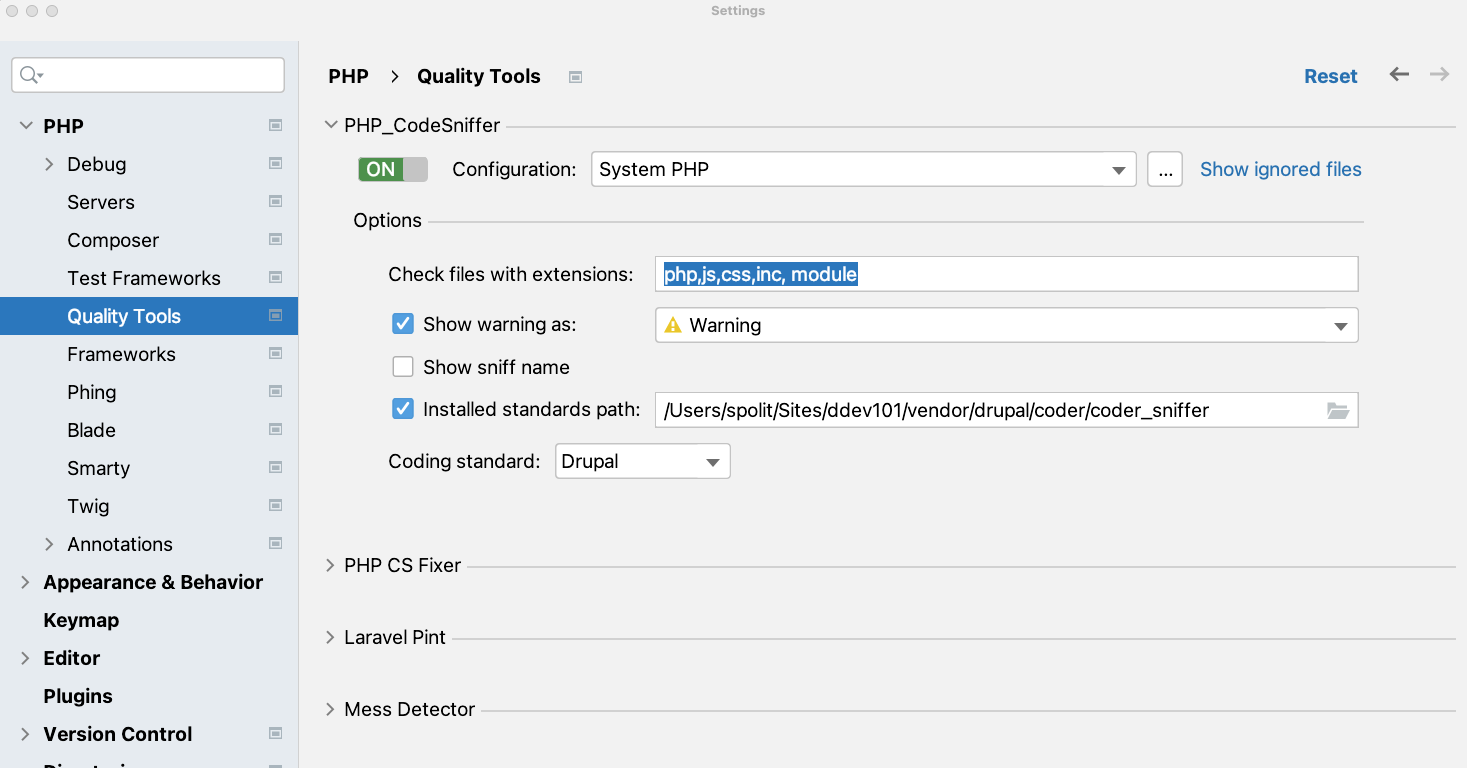 Settings
PHP
Debug
Servers
Composer
Test Frameworks
Quality Tools
Frameworks
Phing
Blade
Smarty
Twig
Annotations
Appearance & Behavior
Keymap
Editor
Plugins
Version Control
PHP > Quality Tools
Reset
PHP_CodeSniffer
ON Configuration: System PHP ... Show ignored files
Options
Check files with extensions: php,js,css,inc, module
Show warning as: Warning
Show sniff name
Installed standards path: /Users/spolit/Sites/ddev101/vendor/drupal/coder/coder_sniffer
Coding standard: Drupal
PHP CS Fixer
Laravel Pint
Mess Detector